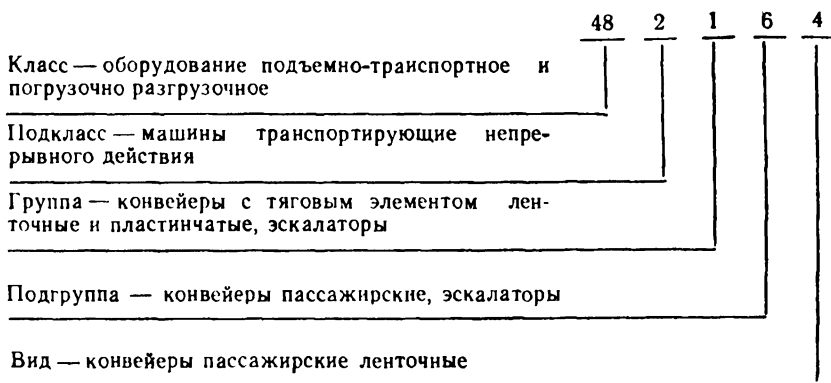 48 2 1 6 4
Класс — оборудование подъемно-транспортное и
погрузочно разгрузочное
Подкласс — машины транспортирующие непре-
рывного действия
Группа — конвейеры с тяговым элементом лен-
точные и пластинчатые, эскалаторы
Подгруппа — конвейеры пассажирские, эскалаторы
Вид — конвейеры пассажирские ленточные